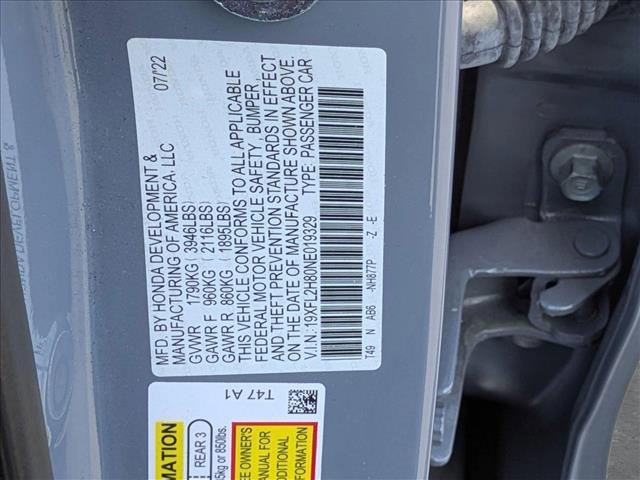 MFD. BY HONDA DEVELOPMENT & 07/22
MANUFACTURING OF AMERICA, LLC
GVWR 1790KG (3946LBS)
GAWR F 960KG (2116LBS)
GAWR R 860KG (1895LBS)
THIS VEHICLE CONFORMS TO ALL APPLICABLE
FEDERAL MOTOR VEHICLE SAFETY, BUMPER,
AND THEFT PREVENTION STANDARDS IN EFFECT
ON THE DATE OF MANUFACTURE SHOWN ABOVE.
V.I.N.: 19XFL2H80NE019329 TYPE: PASSENGER CAR
T49 N AB6 -NH877P -Z -E
T47 A1
MATION
REAR 3
5kg or 850lbs.
EE OWNER'S
ANUAL FOR
DDITIONAL